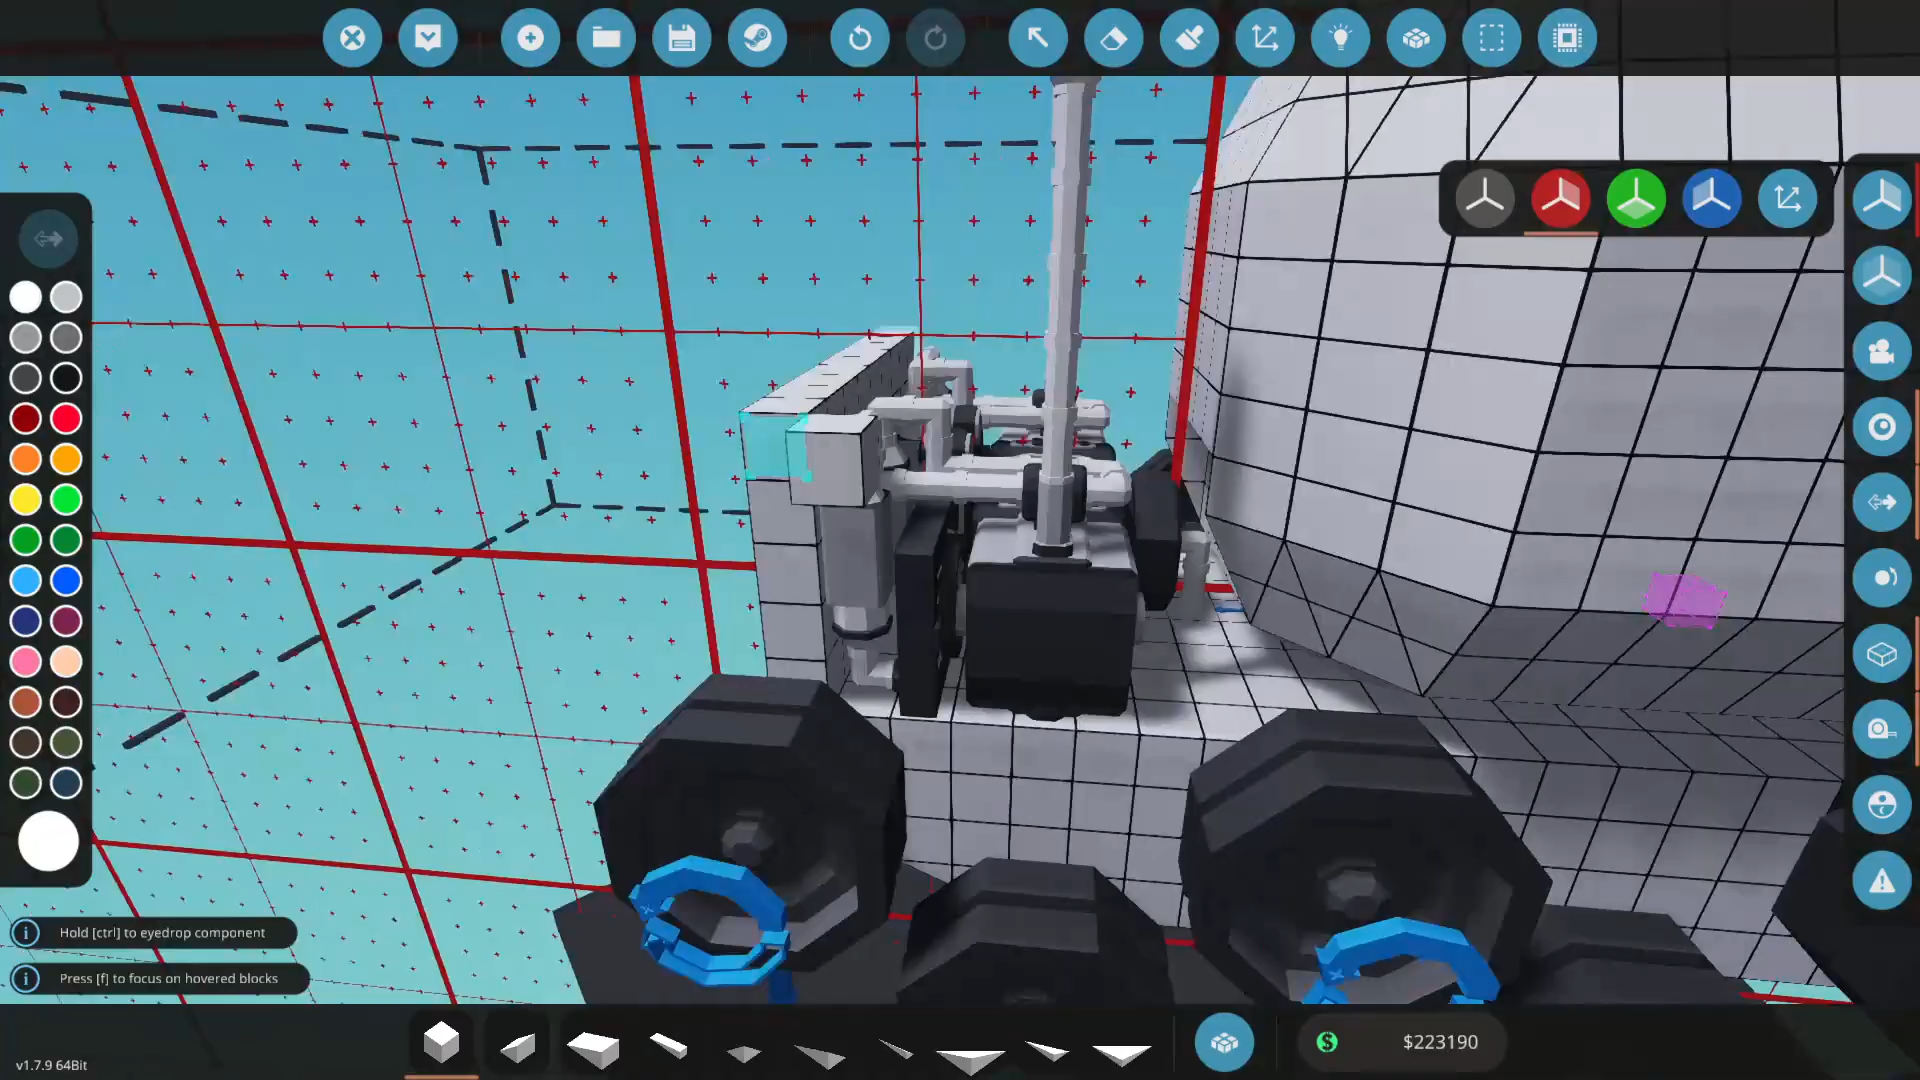 Hold [ctrl] to eyedrop component
Press [f] to focus on hovered blocks
$223190
v1.7.9 64Bit